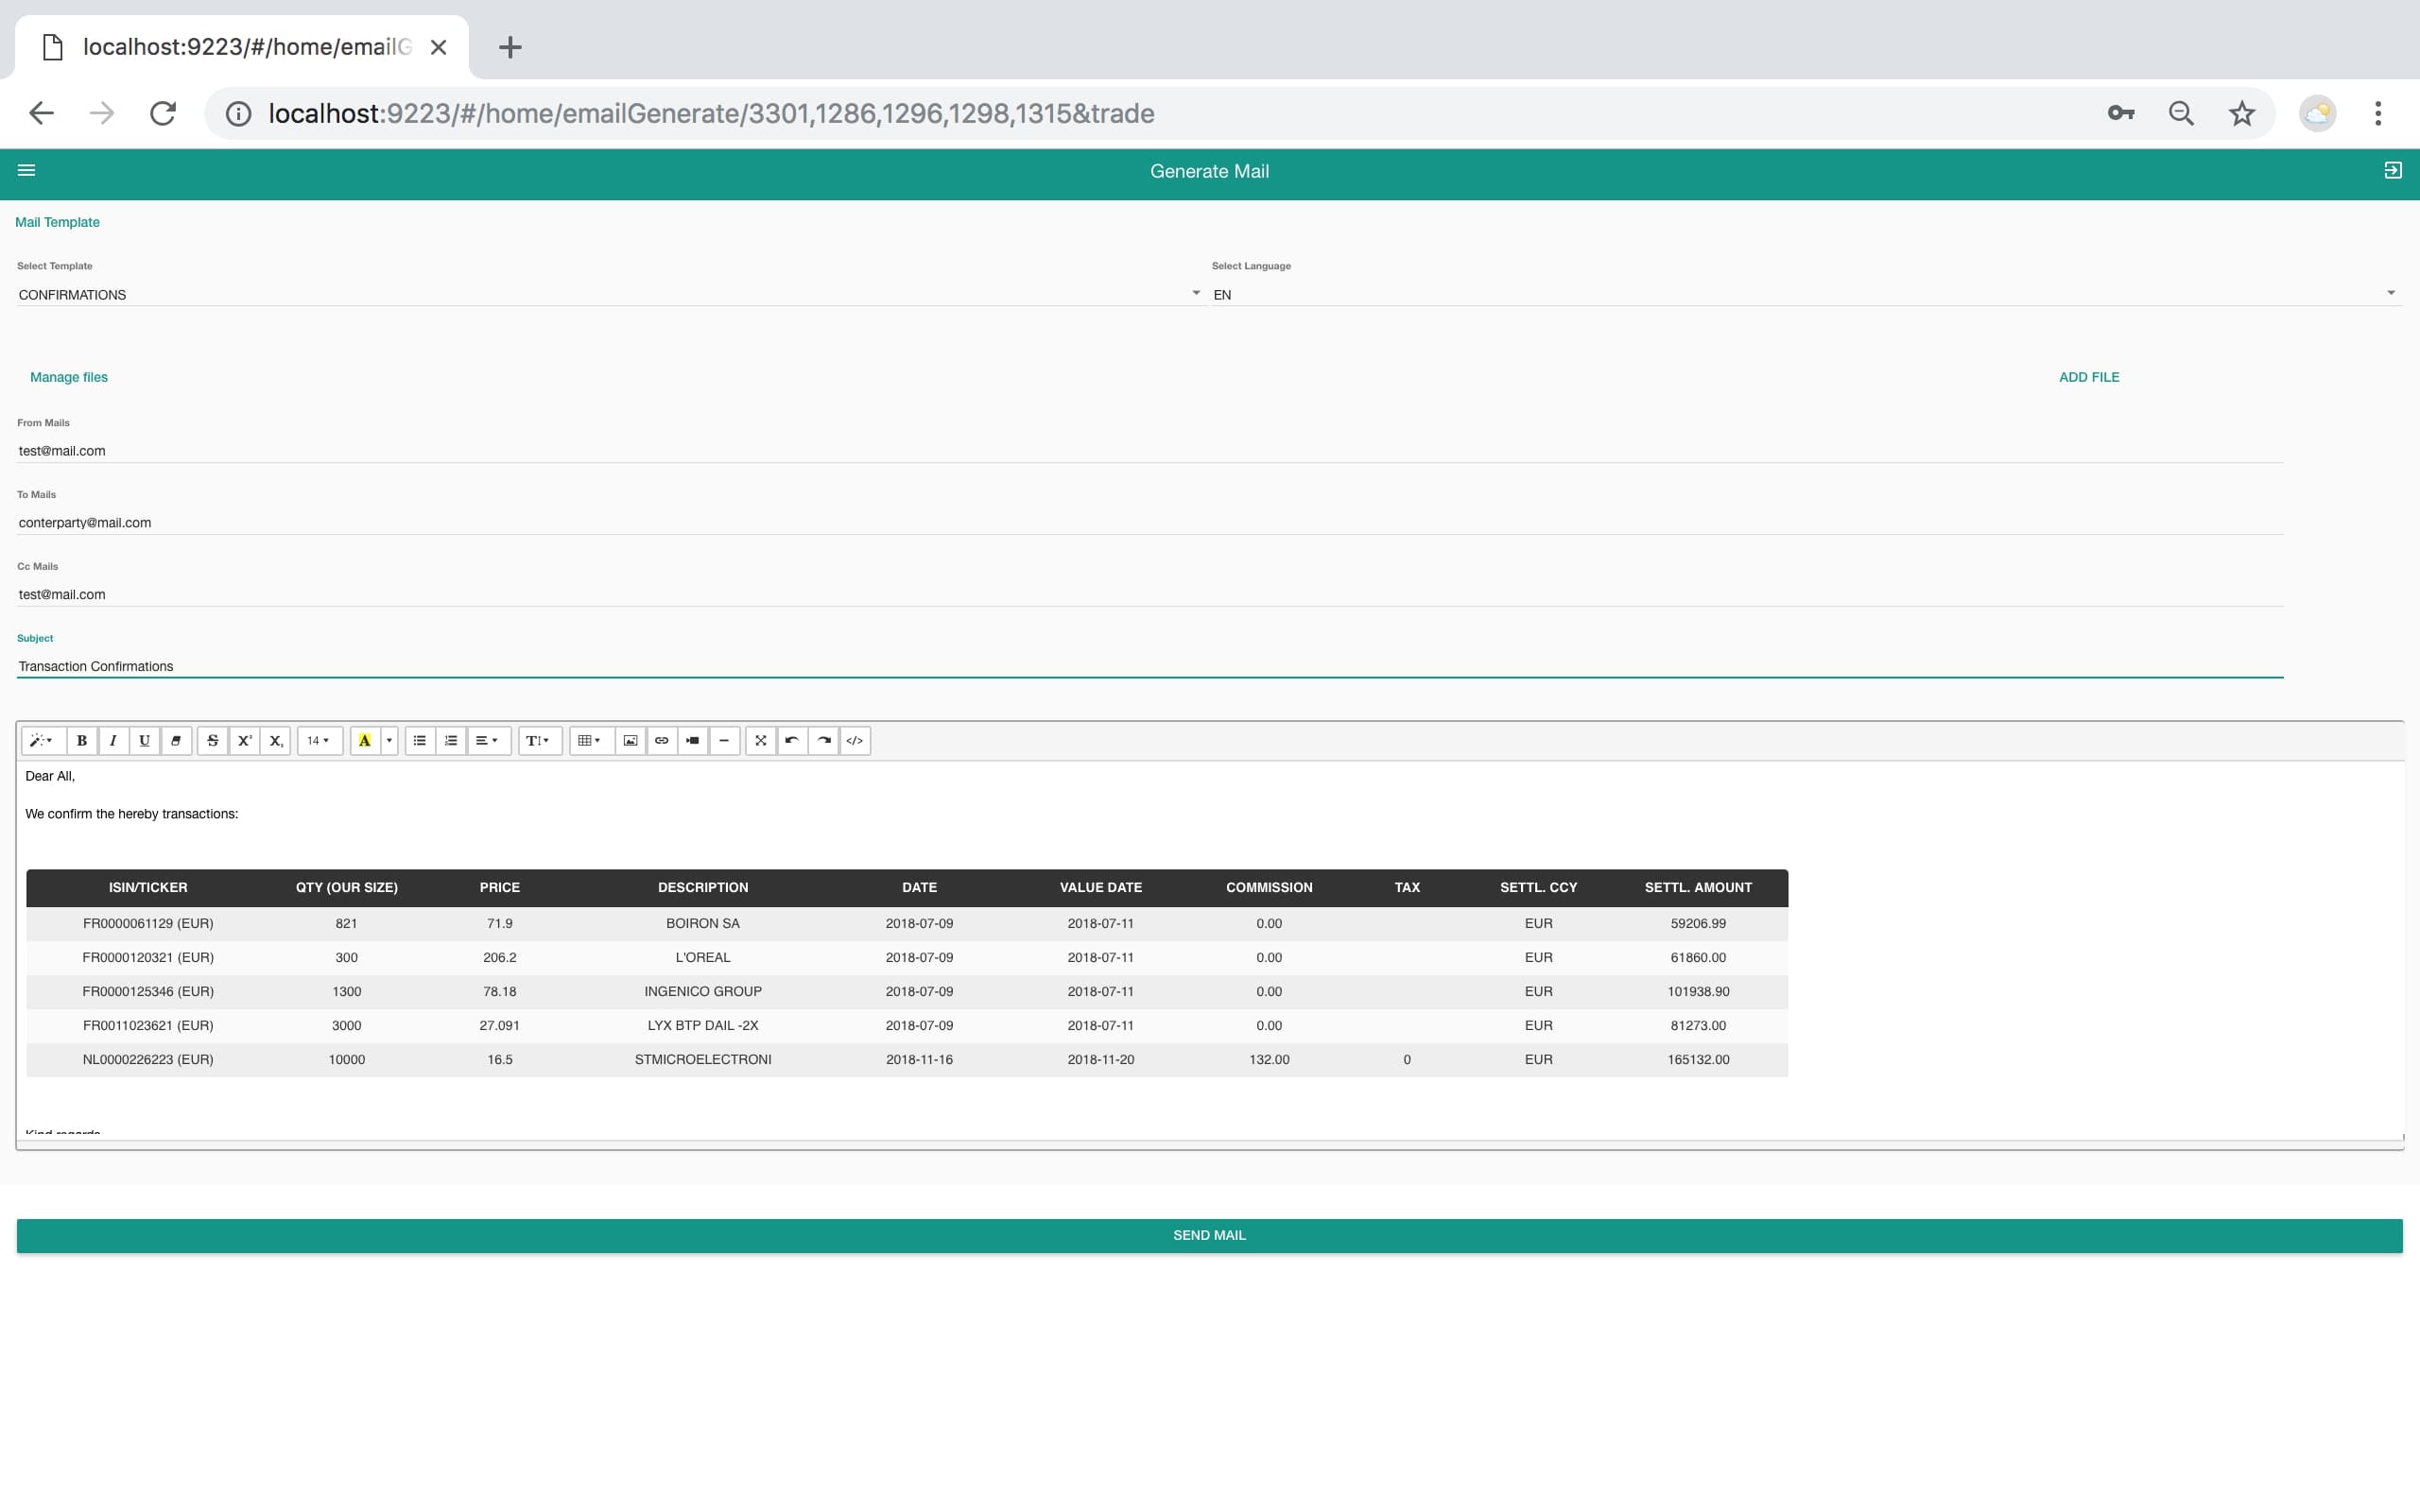 localhost:9223/#/home/emailG
localhost:9223/#/home/emailGenerate/3301,1286,1296,1298,1315&trade
Generate Mail
Mail Template
Select Template Select Language
CONFIRMATIONS EN
Manage files ADD FILE
From Mails
test@mail.com
To Mails
conterparty@mail.com
Cc Mails
test@mail.com
Subject
Transaction Confirmations
B I U S X² X₂ 14 A T </>
Dear All,
We confirm the hereby transactions:
ISIN/TICKER QTY (OUR SIZE) PRICE DESCRIPTION DATE VALUE DATE COMMISSION TAX SETTL. CCY SETTL. AMOUNT
FR0000061129 (EUR) 821 71.9 BOIRON SA 2018-07-09 2018-07-11 0.00 EUR 59206.99
FR0000120321 (EUR) 300 206.2 L'OREAL 2018-07-09 2018-07-11 0.00 EUR 61860.00
FR0000125346 (EUR) 1300 78.18 INGENICO GROUP 2018-07-09 2018-07-11 0.00 EUR 101938.90
FR0011023621 (EUR) 3000 27.091 LYX BTP DAIL -2X 2018-07-09 2018-07-11 0.00 EUR 81273.00
NL0000226223 (EUR) 10000 16.5 STMICROELECTRONI 2018-11-16 2018-11-20 132.00 0 EUR 165132.00
Kind regards
SEND MAIL